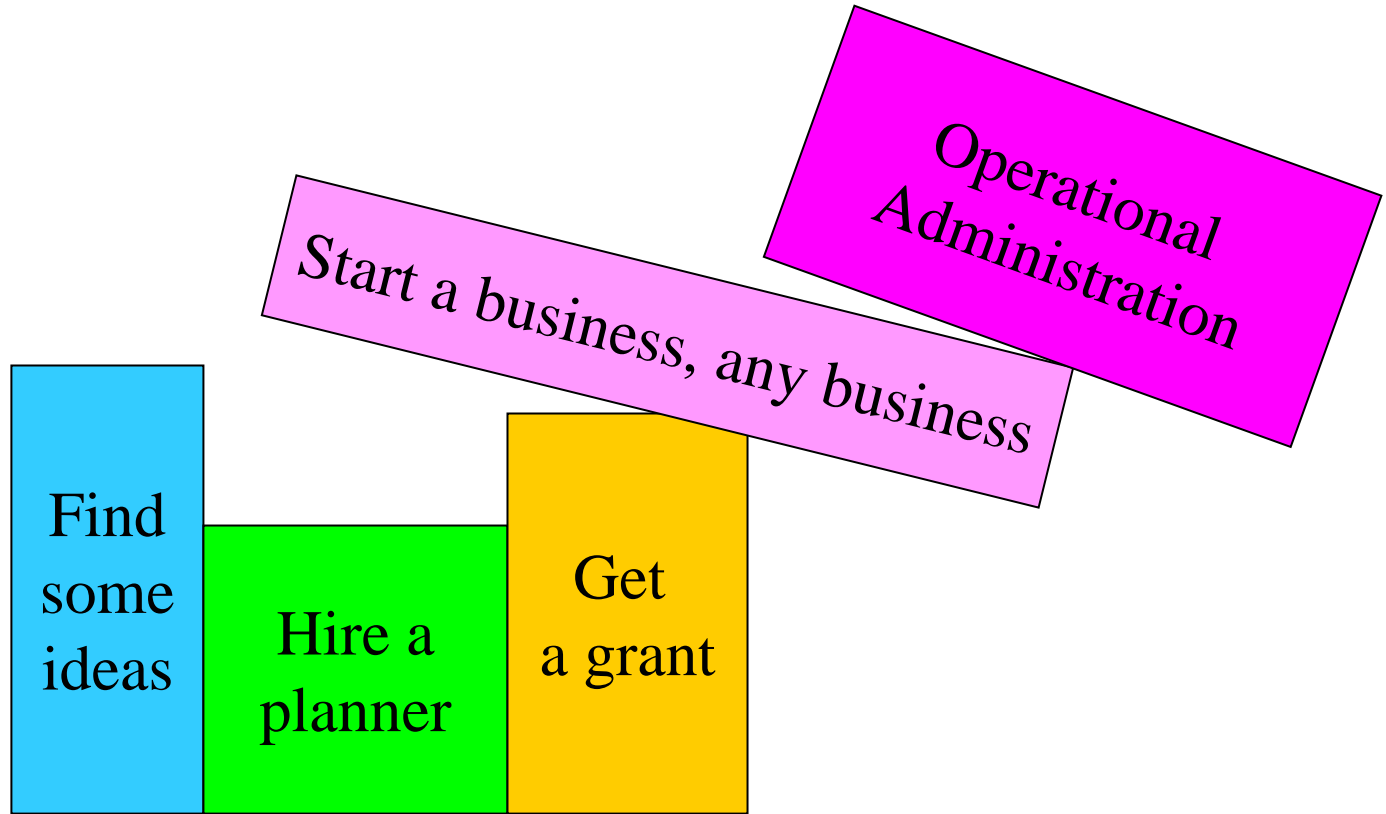 Operational
Administration
Start a business, any business
Find
some
ideas
Hire a
planner
Get
a grant